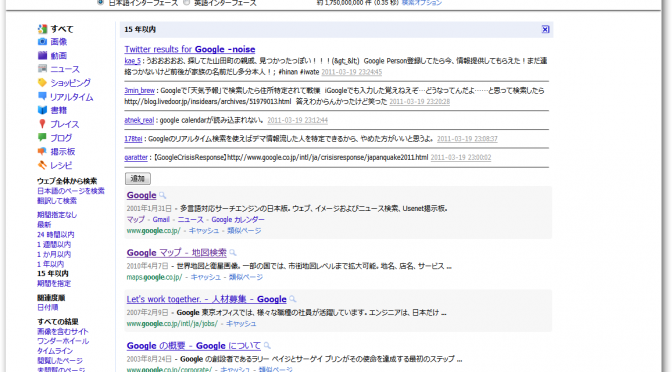 日本語インターフェース 英語インターフェース 約 1,750,000,000 件 (0.35 秒) 検索オプション
すべて
画像
動画
ニュース
ショッピング
リアルタイム
書籍
プレイス
ブログ
掲示板
レシピ
ウェブ全体から検索
日本語のページを検索
翻訳して検索
期間指定なし
最新
24 時間以内
1 週間以内
1 か月以内
1 年以内
15 年以内
期間を指定
関連度順
日付順
すべての結果
画像を含むサイト
ワンダーホイール
タイムライン
閲覧したページ
未閲覧のページ
15 年以内
Twitter results for Google -noise
kae_5 : うおおおおお、探してた山田町の親戚、見つかったっぽい！！！(&gt_&lt;) Google Person登録してたら今、情報提供してもらえた！まだ連
絡つかないけど前後が家族の名前だし多分本人！; #hinan #iwate 2011-03-19 23:24:45
3min_brew : Googleで「天気予報」で検索したら住所特定されて戦慄 iGoogleでも入力した覚えねえぞ…どうなってんだよ……と思って検索したら
http://blog.livedoor.jp/insidears/archives/51979013.html 答えわからんかったけど笑った 2011-03-19 23:20:28
atnek_real : google calendarが読み込まれない。 2011-03-19 23:12:44
178tei : Googleのリアルタイム検索を使えばデマ情報流した人を特定できるから、やめた方がいいと思うよ。 2011-03-19 23:08:37
garatter : 【GoogleCrisisResponse】http://www.google.co.jp/intl/ja/crisisresponse/japanquake2011.html 2011-03-19 23:00:02
追加
Google
2001年1月31日 - 多言語対応サーチエンジンの日本版。ウェブ、イメージおよびニュース検索、Usenet掲示板。
マップ - Gmail - ニュース - Google カレンダー
www.google.co.jp/ - キャッシュ - 類似ページ
Google マップ - 地図検索
2010年4月7日 - 世界地図と衛星画像。一部の国では、市街地図レベルまで拡大可能。地名、店名、サービス ...
maps.google.co.jp/ - キャッシュ - 類似ページ
Let's work together. - 人材募集 - Google
2007年2月9日 - Google 東京オフィスでは、様々な職種の社員が活躍しています。エンジニアは、日本だけ ...
www.google.co.jp/intl/ja/jobs/ - キャッシュ
Google の概要 - Google について
2003年8月24日 - Google の創設者であるラリー ペイジとサーゲイ ブリンがその使命を達成する最初のステップ ...
www.google.co.jp/corporate/ - キャッシュ - 類似ページ